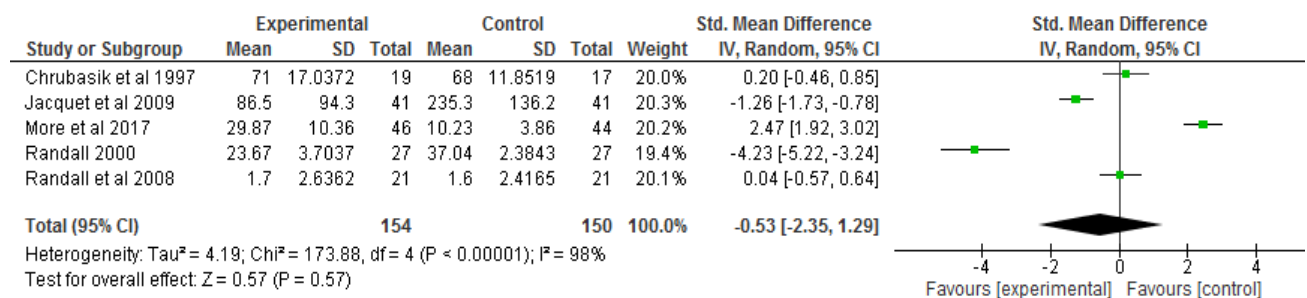 Experimental Control Std. Mean Difference Std. Mean Difference
Study or Subgroup Mean SD Total Mean SD Total Weight IV, Random, 95% CI IV, Random, 95% CI
Chrubasik et al 1997 71 17.0372 19 68 11.8519 17 20.0% 0.20 [-0.46, 0.85]
Jacquet et al 2009 86.5 94.3 41 235.3 136.2 41 20.3% -1.26 [-1.73, -0.78]
More et al 2017 29.87 10.36 46 10.23 3.86 44 20.2% 2.47 [1.92, 3.02]
Randall 2000 23.67 3.7037 27 37.04 2.3843 27 19.4% -4.23 [-5.22, -3.24]
Randall et al 2008 1.7 2.6362 21 1.6 2.4165 21 20.1% 0.04 [-0.57, 0.64]
Total (95% CI) 154 150 100.0% -0.53 [-2.35, 1.29]
Heterogeneity: Tau² = 4.19; Chi² = 173.88, df = 4 (P < 0.00001); I² = 98%
Test for overall effect: Z = 0.57 (P = 0.57)
-4 -2 0 2 4
Favours [experimental] Favours [control]